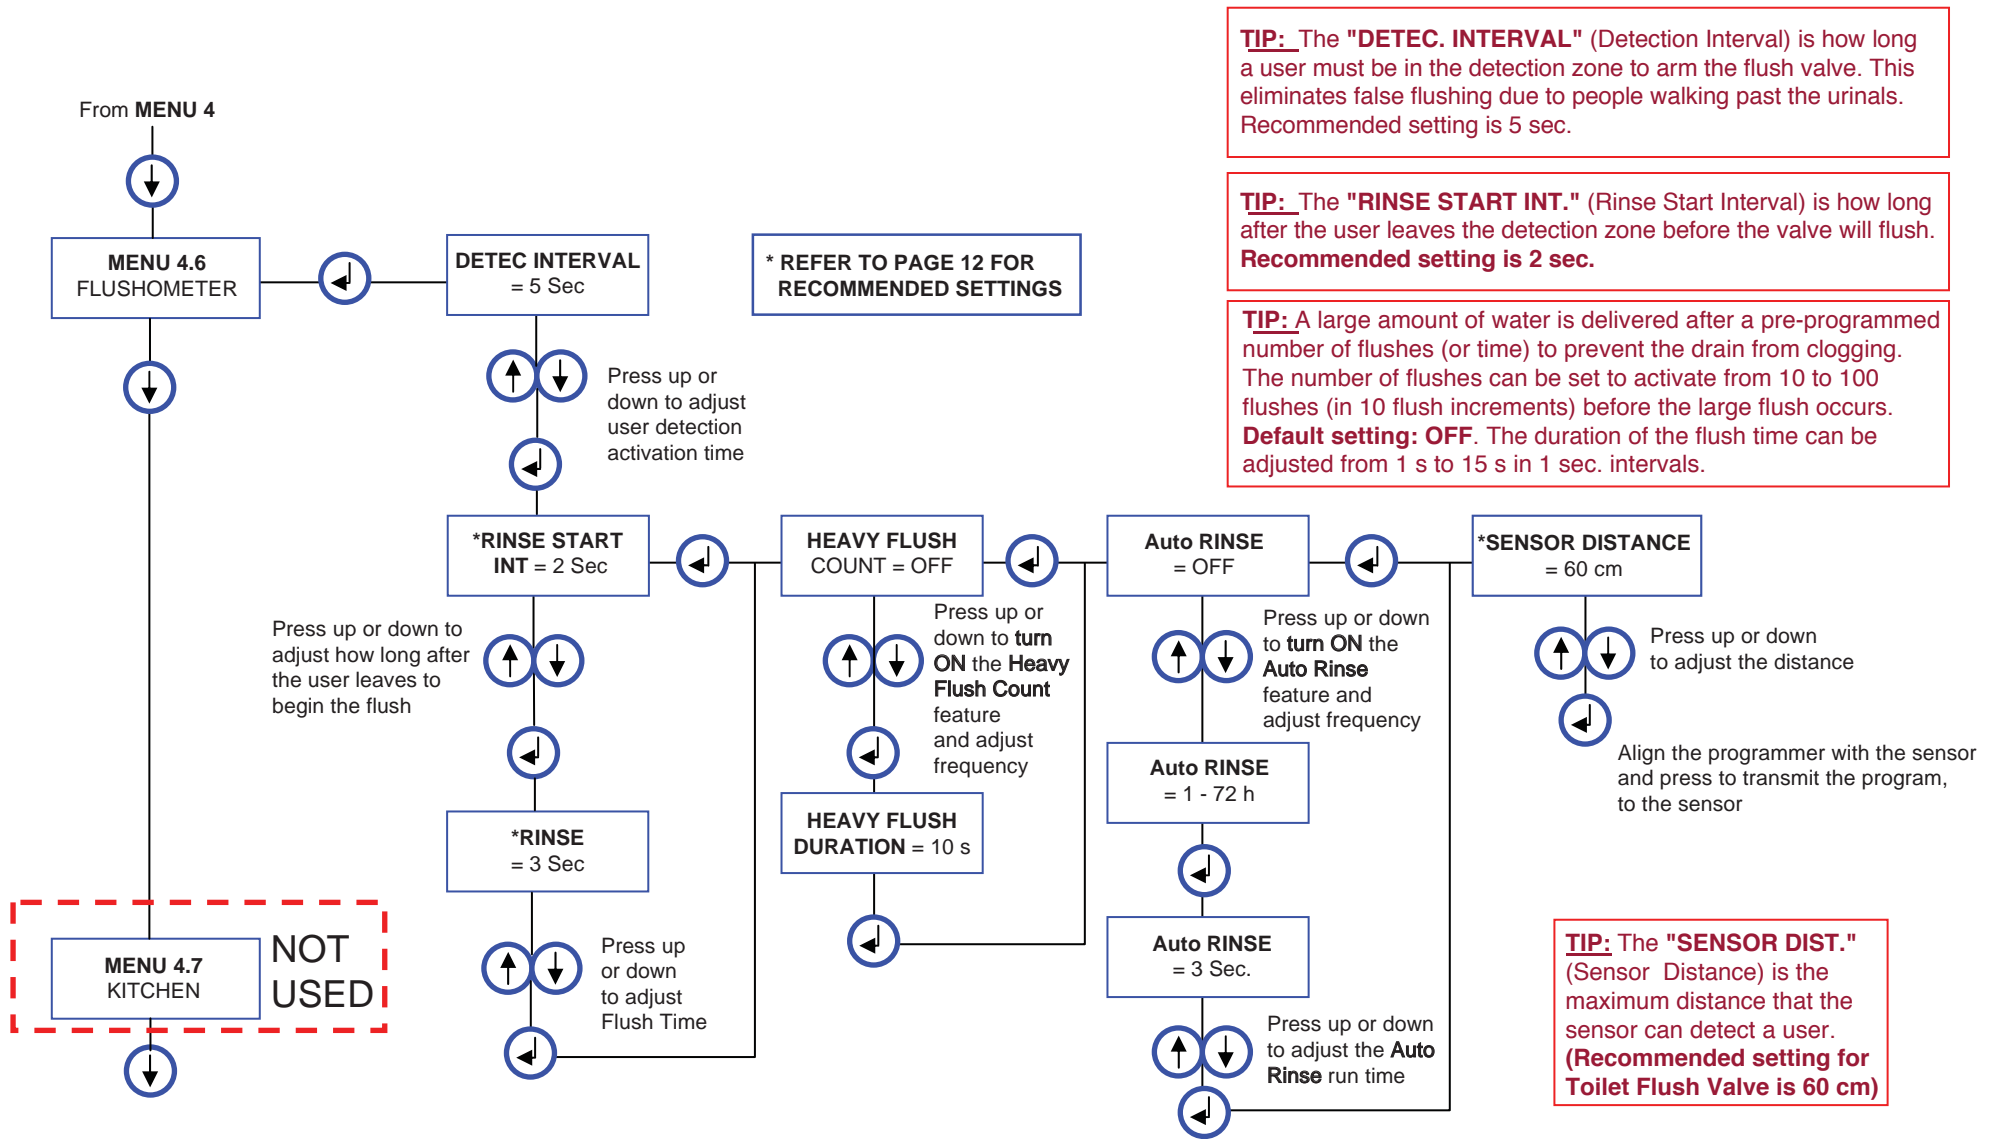 TIP: The "DETEC. INTERVAL" (Detection Interval) is how long
a user must be in the detection zone to arm the flush valve. This
eliminates false flushing due to people walking past the urinals.
Recommended setting is 5 sec.
From MENU 4
TIP: The "RINSE START INT." (Rinse Start Interval) is how long
after the user leaves the detection zone before the valve will flush.
Recommended setting is 2 sec.
MENU 4.6
FLUSHOMETER
DETEC INTERVAL
= 5 Sec
* REFER TO PAGE 12 FOR
RECOMMENDED SETTINGS
TIP: A large amount of water is delivered after a pre-programmed
number of flushes (or time) to prevent the drain from clogging.
The number of flushes can be set to activate from 10 to 100
flushes (in 10 flush increments) before the large flush occurs.
Default setting: OFF. The duration of the flush time can be
adjusted from 1 s to 15 s in 1 sec. intervals.
Press up or
down to adjust
user detection
activation time
*RINSE START
INT = 2 Sec
HEAVY FLUSH
COUNT = OFF
Auto RINSE
= OFF
*SENSOR DISTANCE
= 60 cm
Press up or down to
adjust how long after
the user leaves to
begin the flush
Press up or
down to turn
ON the Heavy
Flush Count
feature
and adjust
frequency
Press up or down
to turn ON the
Auto Rinse
feature and
adjust frequency
Press up or down
to adjust the distance
Align the programmer with the sensor
and press to transmit the program,
to the sensor
*RINSE
= 3 Sec
HEAVY FLUSH
DURATION = 10 s
Auto RINSE
= 1 - 72 h
Auto RINSE
= 3 Sec.
MENU 4.7
KITCHEN
NOT
USED
Press up
or down
to adjust
Flush Time
Press up or down
to adjust the Auto
Rinse run time
TIP: The "SENSOR DIST."
(Sensor Distance) is the
maximum distance that the
sensor can detect a user.
(Recommended setting for
Toilet Flush Valve is 60 cm)